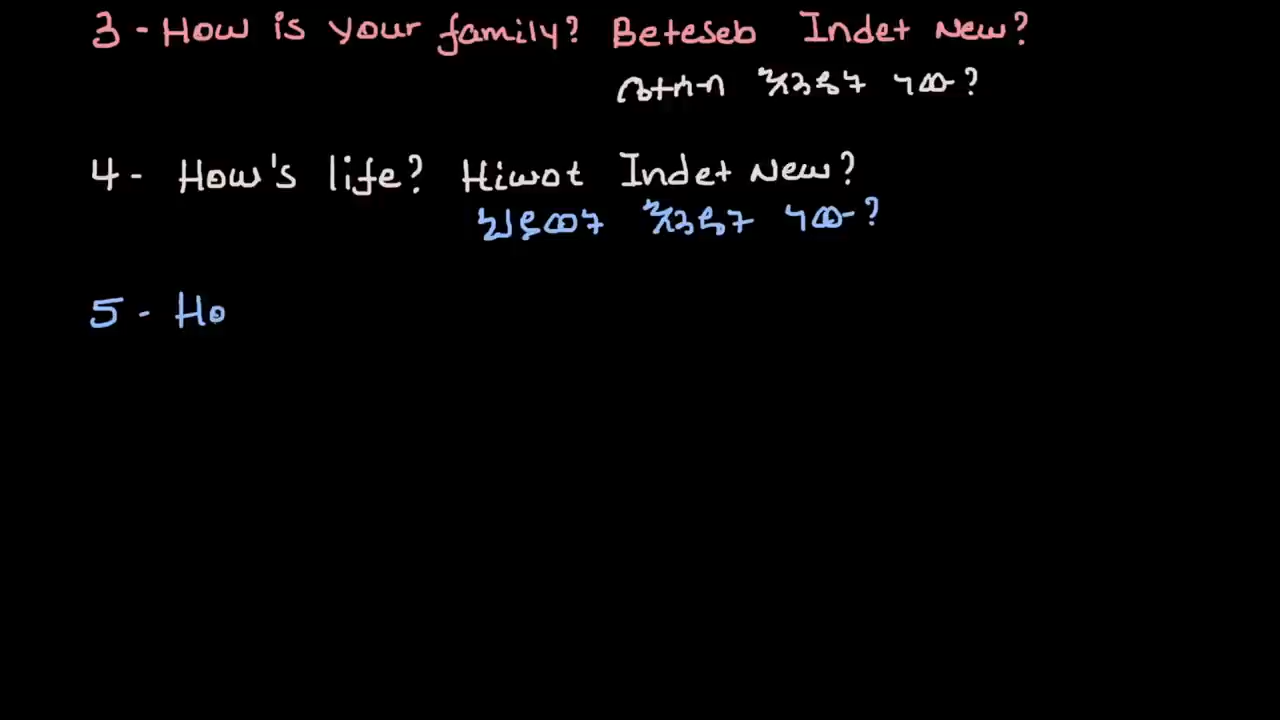 3 - How is your family? Beteseb Indet New?
ቤተሰብ እንዴት ነው?
4 - How's life? Hiwot Indet New?
ህይወት እንዴት ነው?
5 - Ho